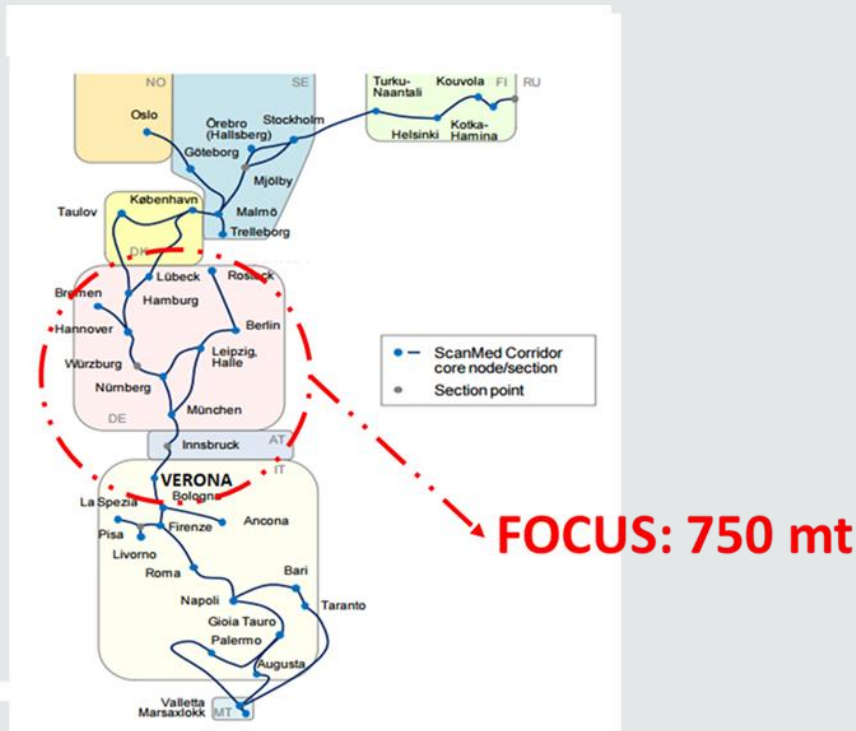 NO
SE
Turku-
Naantali
Kouvola
FI
RU
Oslo
Örebro
(Hallsberg)
Stockholm
Helsinki
Kotka-
Hamina
Göteborg
Mjölby
København
Taulov
Malmö
Trelleborg
DK
Lübeck
Rostock
Bremen
Hamburg
Hannover
Berlin
Würzburg
Leipzig,
Halle
Nürnberg
München
DE
Innsbruck
AT
IT
VERONA
Bologna
La Spezia
Pisa
Firenze
Ancona
Livorno
Roma
Bari
Napoli
Taranto
Gioia Tauro
Palermo
Augusta
Valletta
Marsaxlokk
MT
ScanMed Corridor
core node/section
Section point
FOCUS: 750 mt